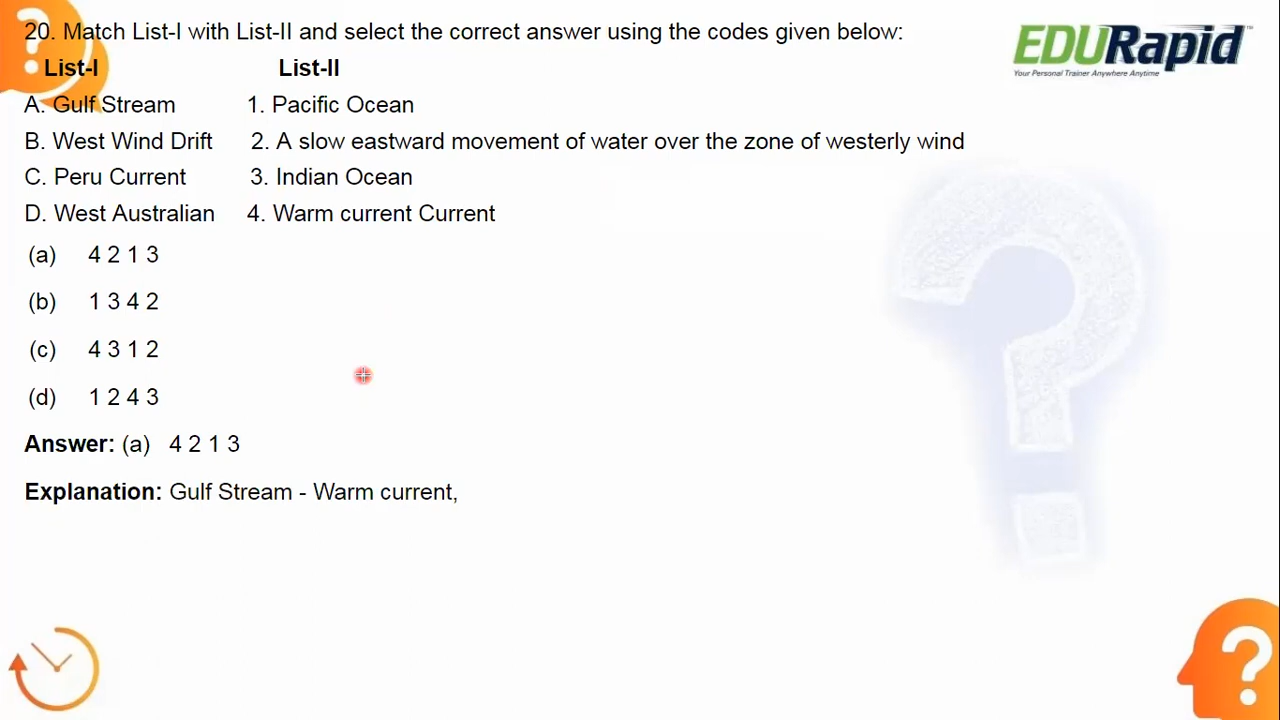 20. Match List-I with List-II and select the correct answer using the codes given below:
EDURapid™
Your Personal Trainer Anywhere Anytime
List-I List-II
A. Gulf Stream 1. Pacific Ocean
B. West Wind Drift 2. A slow eastward movement of water over the zone of westerly wind
C. Peru Current 3. Indian Ocean
D. West Australian 4. Warm current Current
(a) 4 2 1 3
(b) 1 3 4 2
(c) 4 3 1 2
(d) 1 2 4 3
Answer: (a) 4 2 1 3
Explanation: Gulf Stream - Warm current,